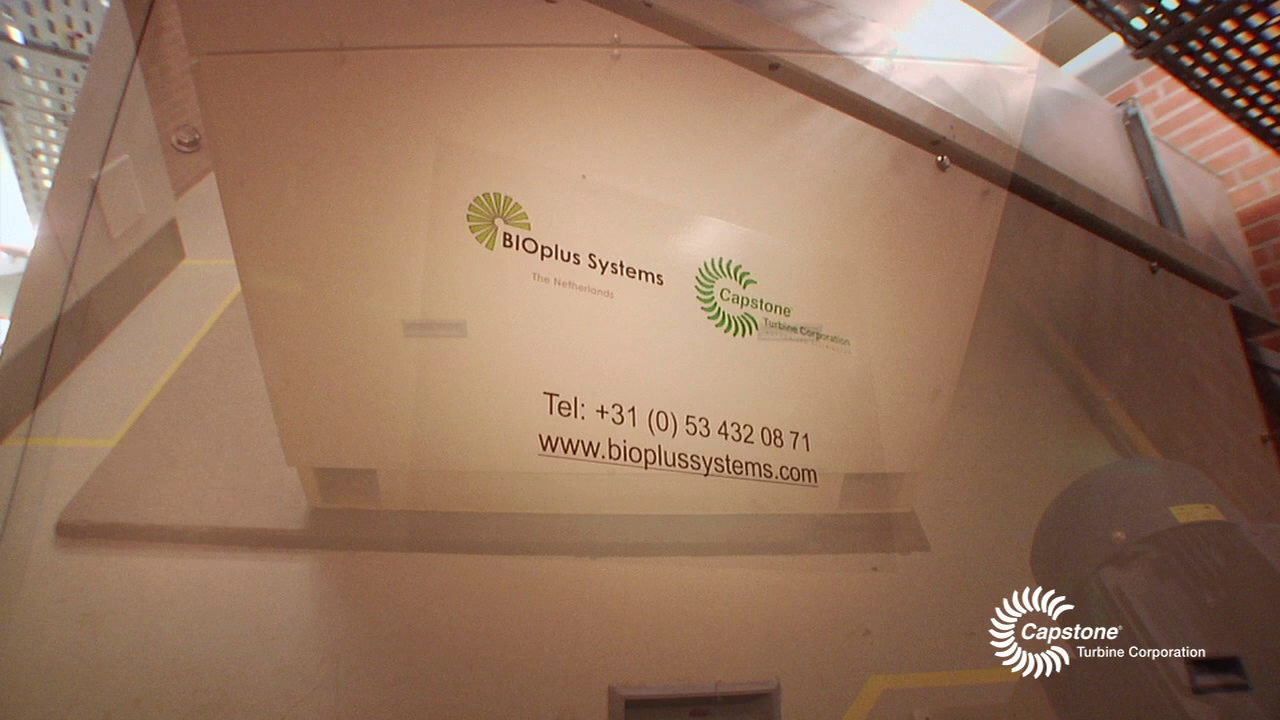 BIOplus Systems
The Netherlands
Capstone
Turbine Corporation
Tel: +31 (0) 53 432 08 71
www.bioplussystems.com
Capstone®
Turbine Corporation